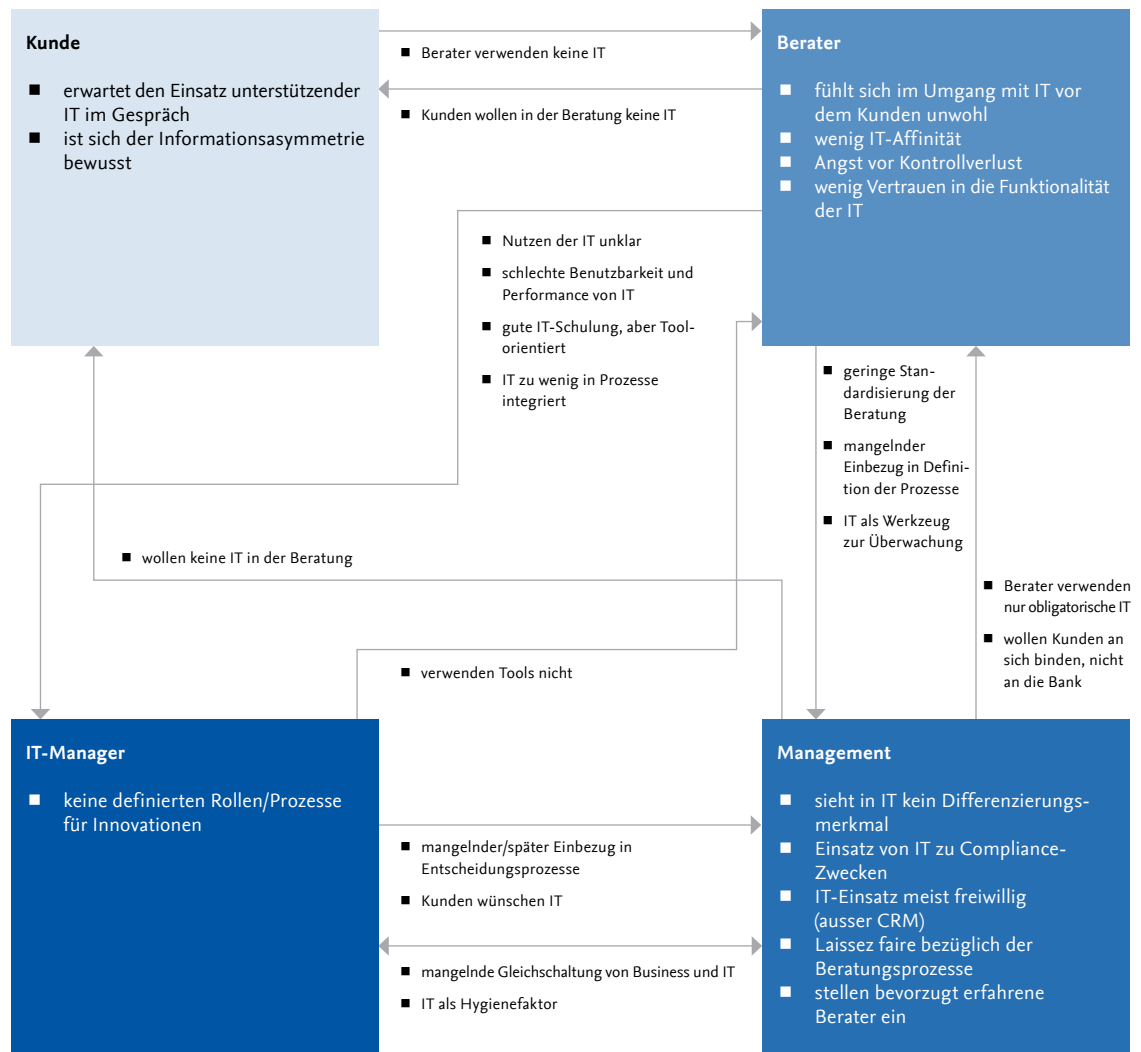 Kunde
■ erwartet den Einsatz unterstützender
IT im Gespräch
■ ist sich der Informationsasymmetrie
bewusst
■ Berater verwenden keine IT
■ Kunden wollen in der Beratung keine IT
Berater
■ fühlt sich im Umgang mit IT vor
dem Kunden unwohl
■ wenig IT-Affinität
■ Angst vor Kontrollverlust
■ wenig Vertrauen in die Funktionalität
der IT
■ Nutzen der IT unklar
■ schlechte Benutzbarkeit und
Performance von IT
■ gute IT-Schulung, aber Tool-
orientiert
■ IT zu wenig in Prozesse
integriert
■ geringe Stan-
dardisierung der
Beratung
■ mangelnder
Einbezug in Defini-
tion der Prozesse
■ IT als Werkzeug
zur Überwachung
■ wollen keine IT in der Beratung
■ Berater verwenden
nur obligatorische IT
■ wollen Kunden an
sich binden, nicht
an die Bank
■ verwenden Tools nicht
IT-Manager
■ keine definierten Rollen/Prozesse
für Innovationen
■ mangelnder/später Einbezug in
Entscheidungsprozesse
■ Kunden wünschen IT
■ mangelnde Gleichschaltung von Business und IT
■ IT als Hygienefaktor
Management
■ sieht in IT kein Differenzierungs-
merkmal
■ Einsatz von IT zu Compliance-
Zwecken
■ IT-Einsatz meist freiwillig
(ausser CRM)
■ Laissez faire bezüglich der
Beratungsprozesse
■ stellen bevorzugt erfahrene
Berater ein